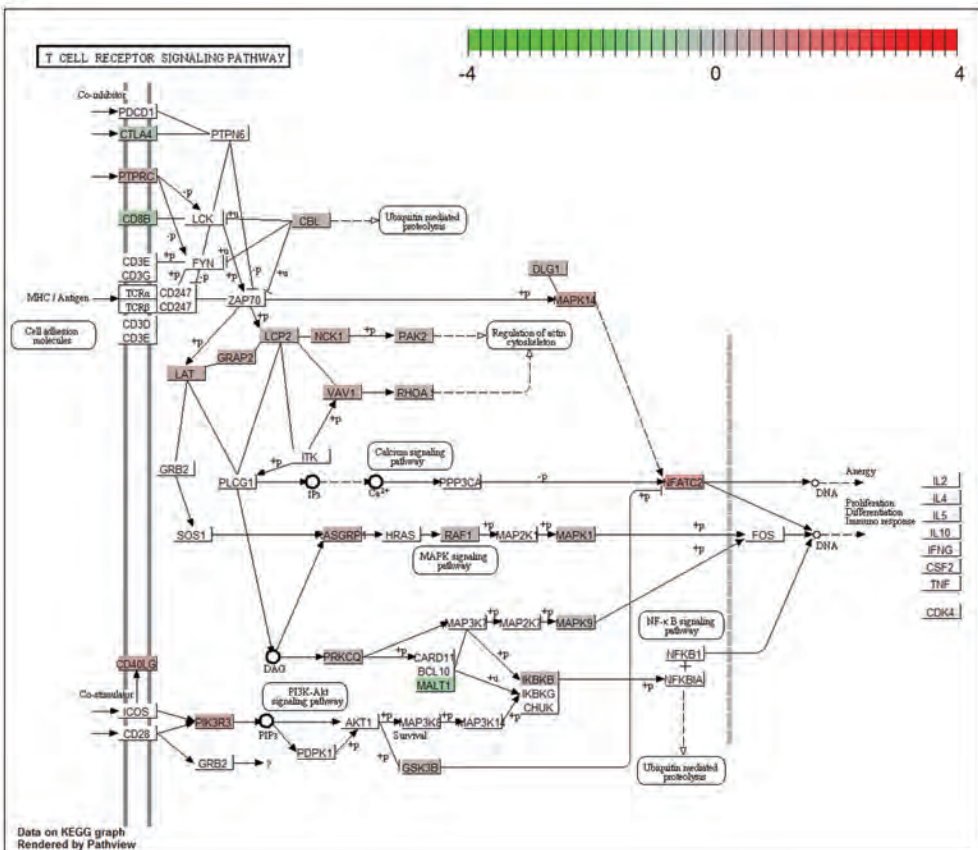 T CELL RECEPTOR SIGNALING PATHWAY
-4 0 4
Co-inhibitor
PDCD1
CTLA4
PTPN6
PTPRC
-p
CD8B
LCK
+u
CBL
Ubiquitin mediated
proteolysis
-p
CD3E
+p
FYN
+u
CD3G
+p
-p
+p
-p
+u
DLG1
MHC / Antigen
TCRα
CD247
TCRβ
CD247
ZAP70
+p
MAPK14
Cell adhesion
molecules
CD3D
CD3E
+p
+p
LCP2
NCK1
+p
PAK2
Regulation of actin
cytoskeleton
GRAP2
LAT
VAV1
RHOA
+p
ITK
Calcium signaling
pathway
GRB2
+p
PLCG1
IP3
Ca2+
PPP3CA
-p
NFATC2
+p
DNA
Anergy
Proliferation
Differentiation
Immuno response
IL2
IL4
IL5
IL10
IFNG
CSF2
TNF
CDK4
SOS1
ASGRP1
HRAS
RAF1
+p
MAP2K1
+p
MAPK1
+p
FOS
DNA
MAPK signaling
pathway
+p
MAP3K7
+p
MAP2K7
+p
MAPK9
NF-κB signaling
pathway
DAG
PRKCQ
+p
CARD11
+p
BCL10
MALT1
+u
IKBKB
IKBKG
CHUK
+p
NFKB1
NFKBIA
+p
CD40LG
Co-stimulator
PI3K-Akt
signaling pathway
ICOS
CD28
PIK3R3
PIP3
AKT1
+p
MAP3K8
+p
MAP3K14
+p
Survival
PDPK1
+p
GRB2
?
+p
GSK3B
Ubiquitin mediated
proteolysis
Data on KEGG graph
Rendered by Pathview